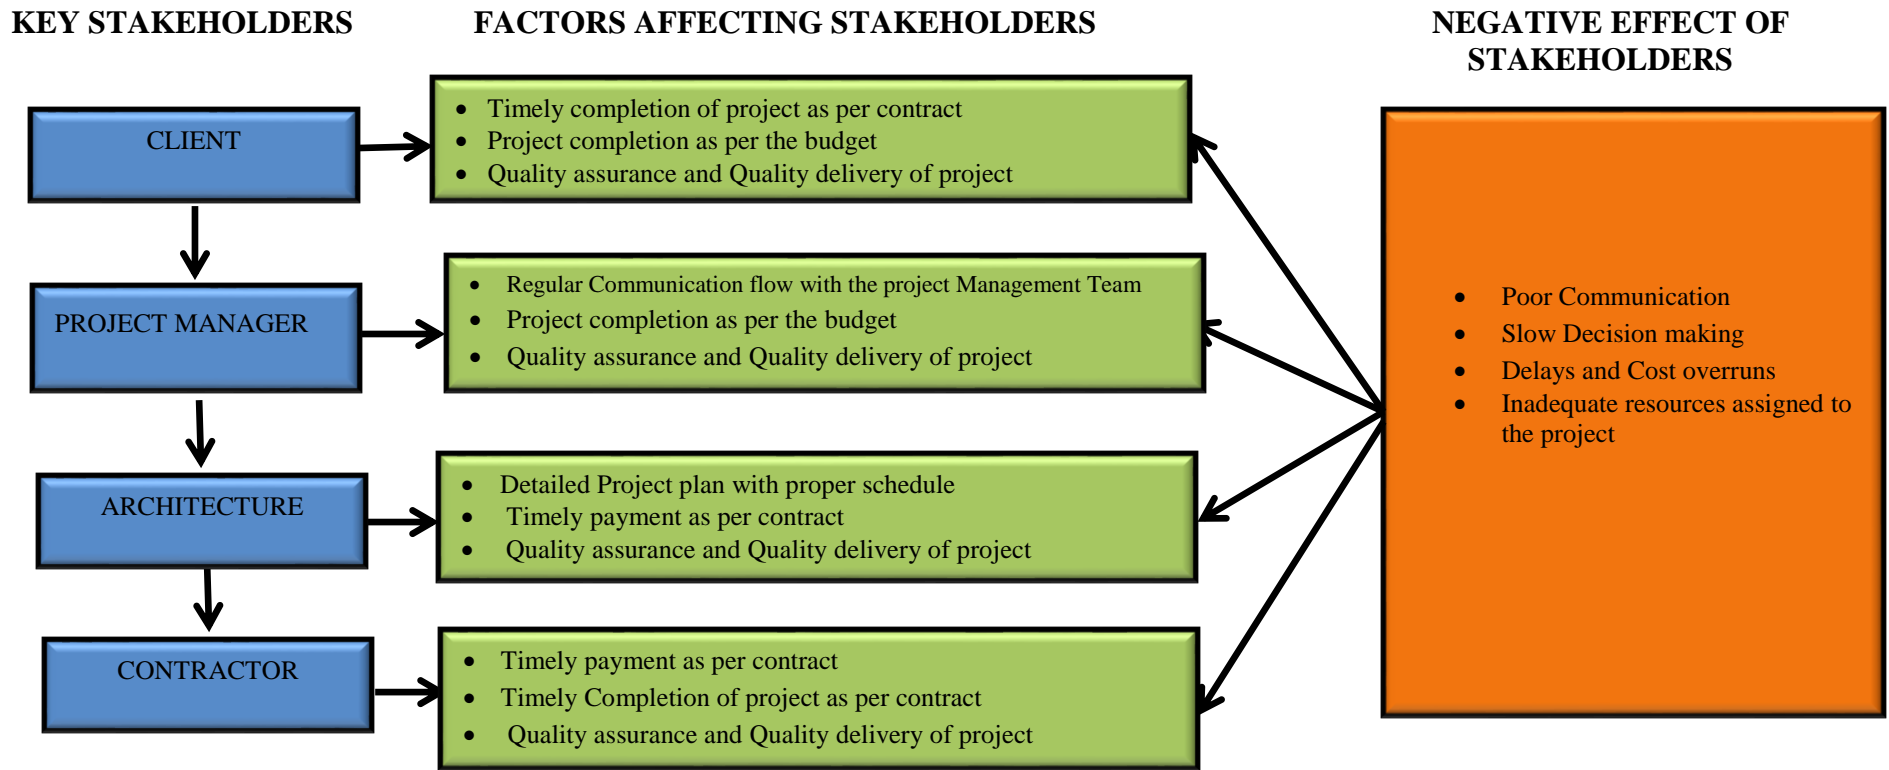 KEY STAKEHOLDERS
FACTORS AFFECTING STAKEHOLDERS
NEGATIVE EFFECT OF
STAKEHOLDERS
CLIENT
• Timely completion of project as per contract
• Project completion as per the budget
• Quality assurance and Quality delivery of project
PROJECT MANAGER
• Regular Communication flow with the project Management Team
• Project completion as per the budget
• Quality assurance and Quality delivery of project
ARCHITECTURE
• Detailed Project plan with proper schedule
• Timely payment as per contract
• Quality assurance and Quality delivery of project
CONTRACTOR
• Timely payment as per contract
• Timely Completion of project as per contract
• Quality assurance and Quality delivery of project
• Poor Communication
• Slow Decision making
• Delays and Cost overruns
• Inadequate resources assigned to
the project